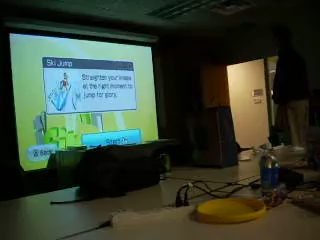 Ski Jump
Straighten your knees
at the right moment to
jump for glory.
Start
Back